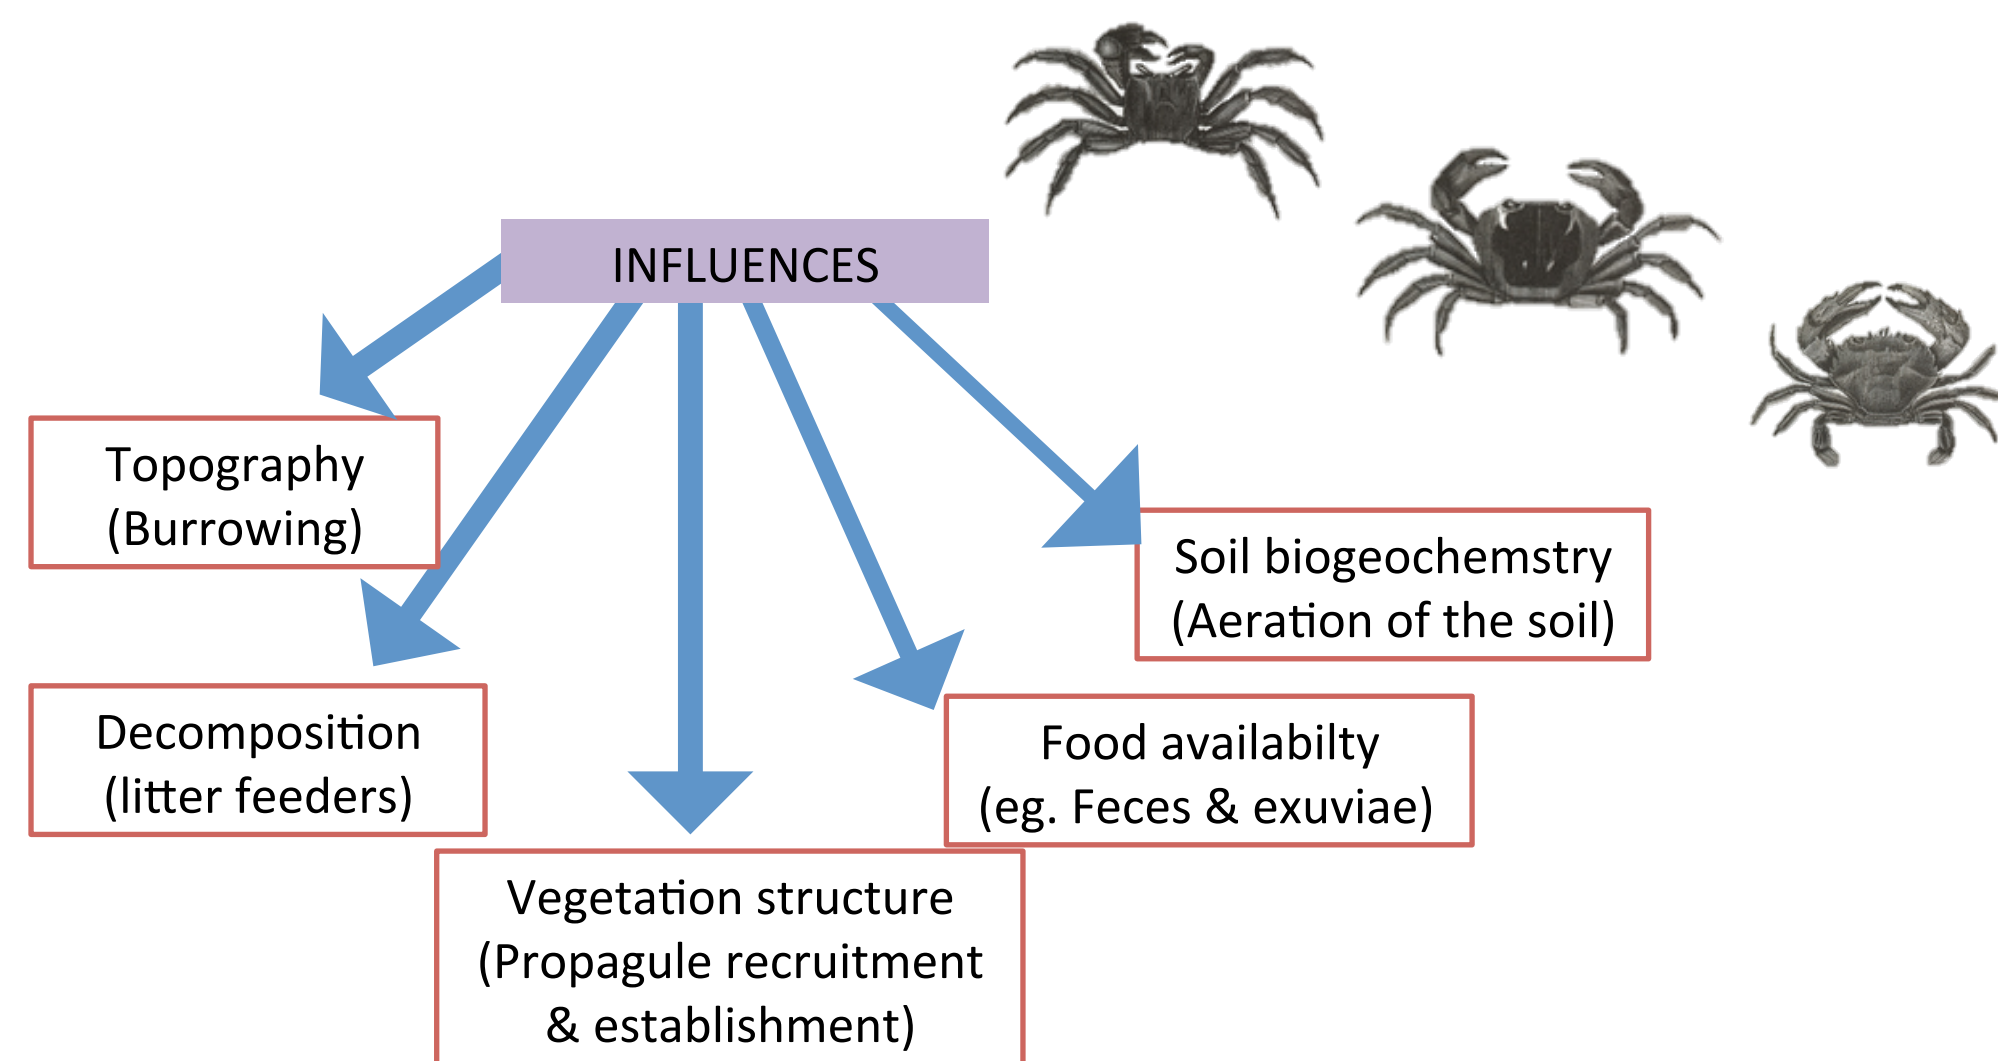 INFLUENCES
Topography
(Burrowing)
Soil biogeochemstry
(Aeration of the soil)
Decomposition
(litter feeders)
Food availabilty
(eg. Feces & exuviae)
Vegetation structure
(Propagule recruitment
& establishment)